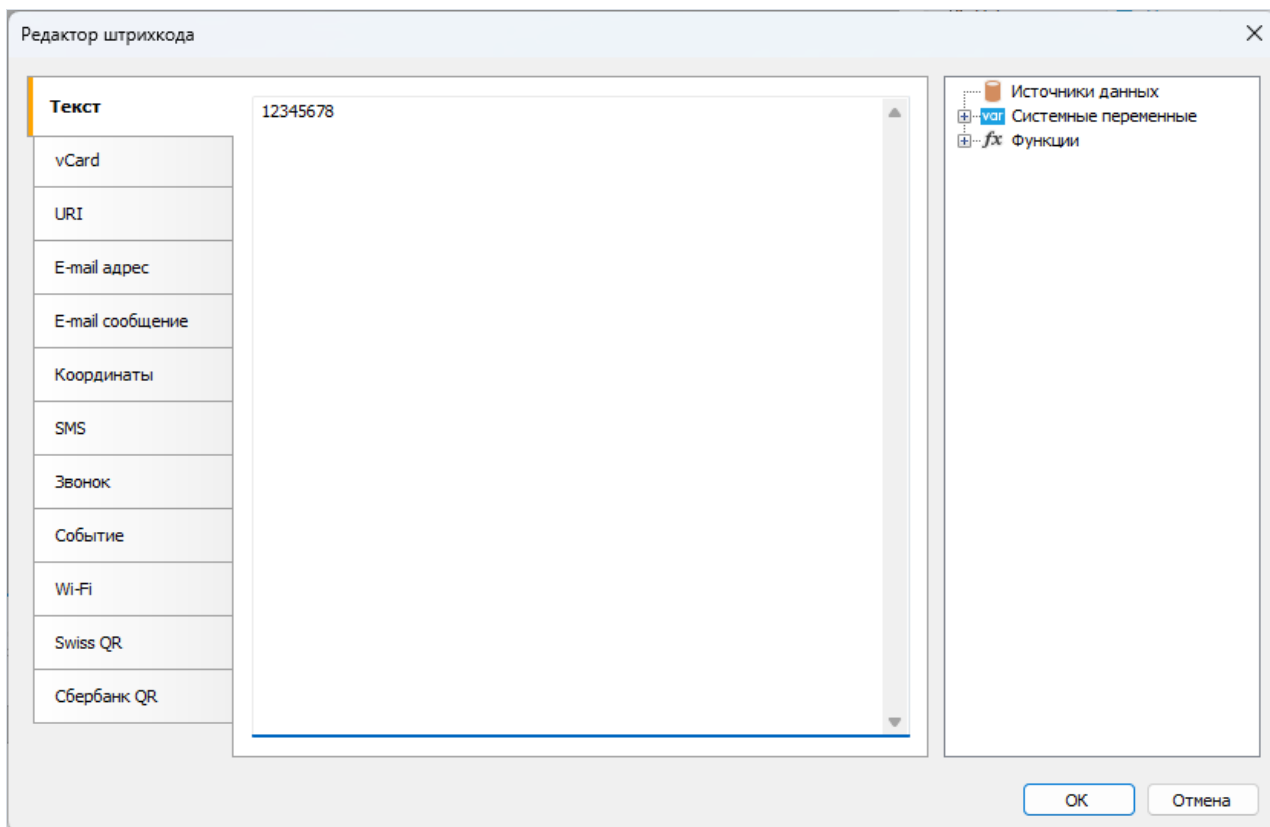 Редактор штрихкода
Текст
vCard
URI
E-mail адрес
E-mail сообщение
Координаты
SMS
Звонок
Событие
Wi-Fi
Swiss QR
Сбербанк QR
12345678
Источники данных
var Системные переменные
fx Функции
OK
Отмена